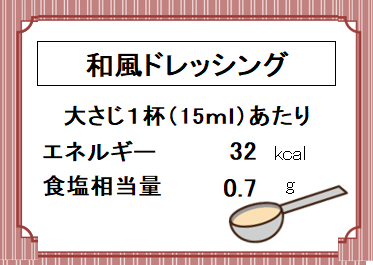 和風ドレッシング
大さじ１杯（15ml）あたり
エネルギー 32 kcal
食塩相当量 0.7 g